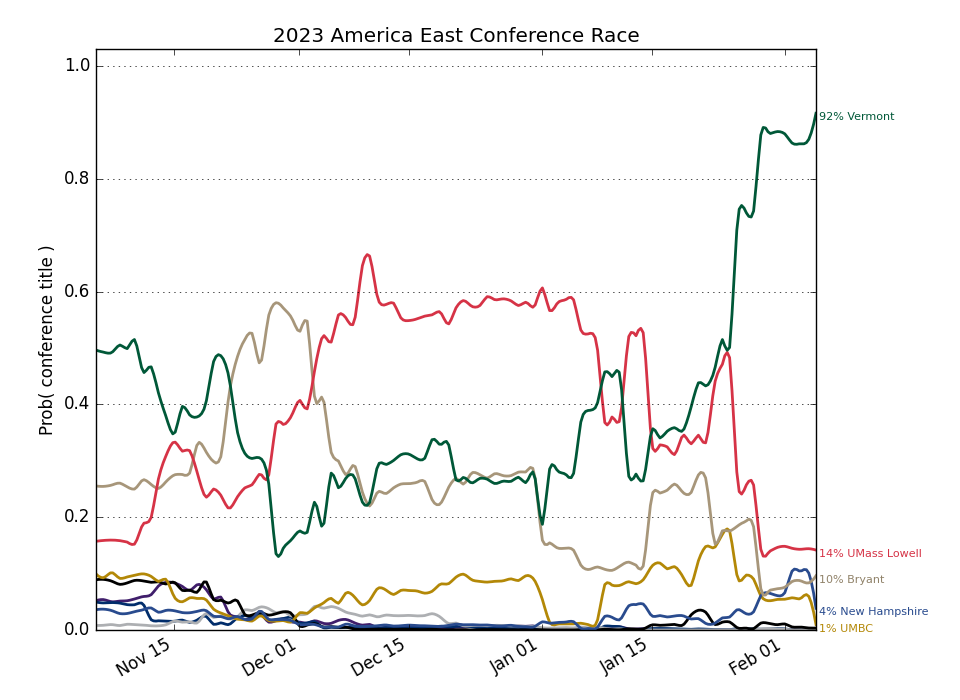 2023 America East Conference Race
1.0
0.8
0.6
0.4
0.2
0.0
Prob( conference title )
Nov 15
Dec 01
Dec 15
Jan 01
Jan 15
Feb 01
92% Vermont
14% UMass Lowell
10% Bryant
4% New Hampshire
1% UMBC